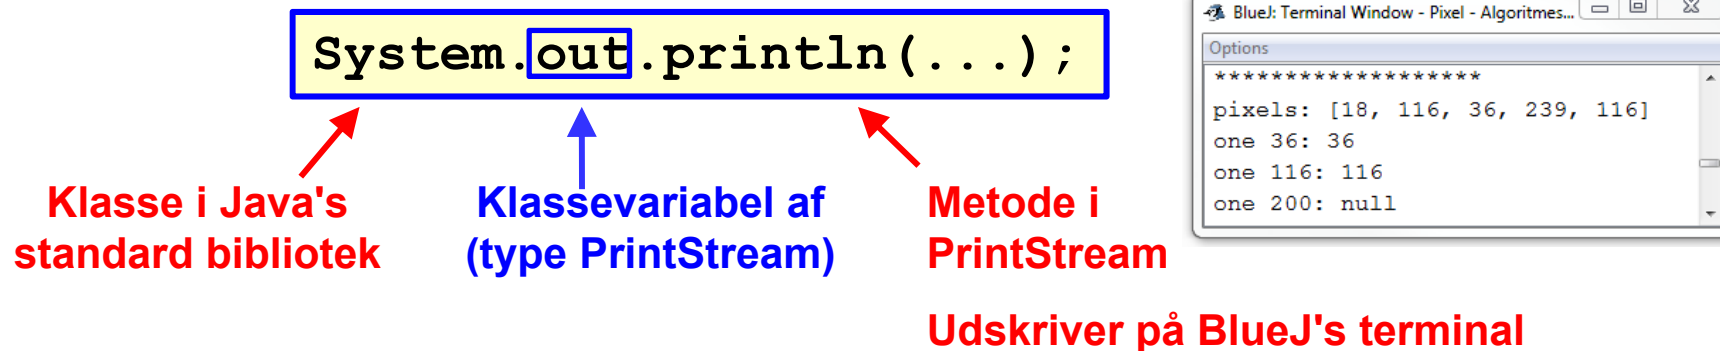 System.out.println(...);
Klasse i Java's
standard bibliotek
Klassevariabel af
(type PrintStream)
Metode i
PrintStream
Udskriver på BlueJ's terminal
BlueJ: Terminal Window - Pixel - Algoritmes...
Options
*******************
pixels: [18, 116, 36, 239, 116]
one 36: 36
one 116: 116
one 200: null